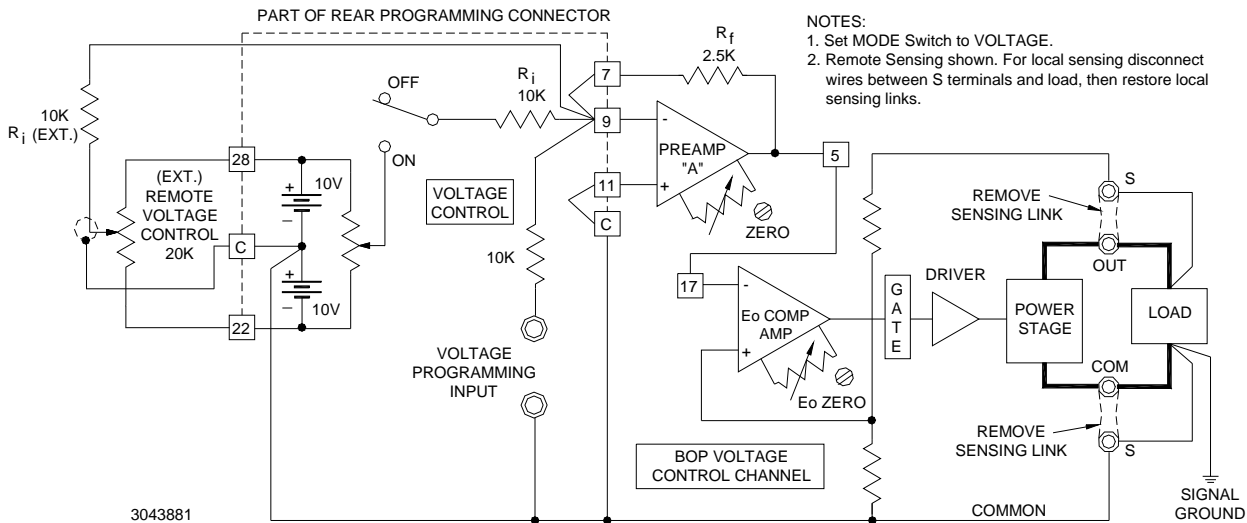 PART OF REAR PROGRAMMING CONNECTOR
NOTES:
1. Set MODE Switch to VOLTAGE.
2. Remote Sensing shown. For local sensing disconnect
wires between S terminals and load, then restore local
sensing links.
10K
Ri (EXT.)
(EXT.)
REMOTE
VOLTAGE
CONTROL
20K
28
C
22
+
10V
–
+
10V
–
OFF
ON
Ri
10K
VOLTAGE
CONTROL
10K
VOLTAGE
PROGRAMMING
INPUT
7
9
11
C
Rf
2.5K
-
PREAMP
"A"
+
ZERO
5
17
-
Eo COMP
AMP
+
Eo ZERO
BOP VOLTAGE
CONTROL CHANNEL
G
A
T
E
DRIVER
POWER
STAGE
REMOVE
SENSING LINK
S
OUT
LOAD
COM
REMOVE
SENSING LINK
S
COMMON
SIGNAL
GROUND
3043881